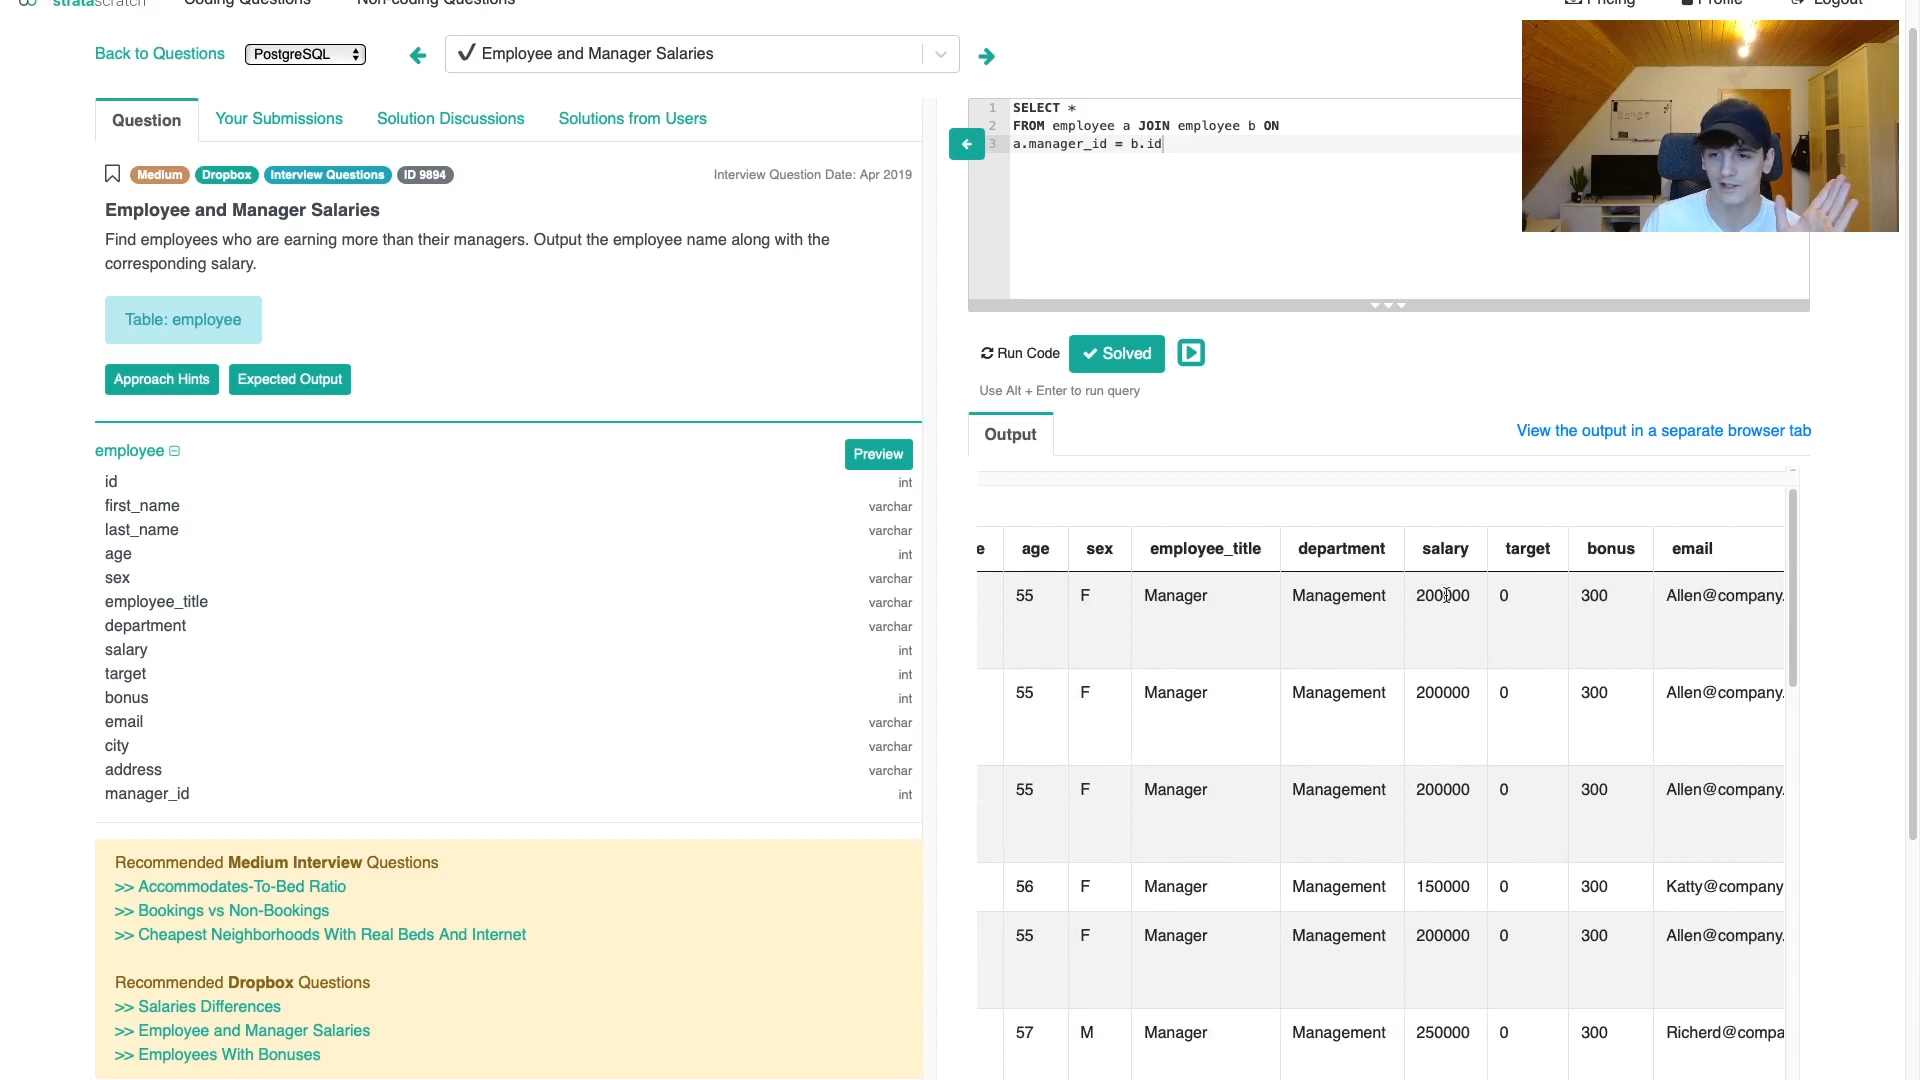 stratascratch Coding Questions Non-coding Questions Pricing Profile Logout
Back to Questions PostgreSQL Employee and Manager Salaries
Question Your Submissions Solution Discussions Solutions from Users
Medium Dropbox Interview Questions ID 9894 Interview Question Date: Apr 2019
Employee and Manager Salaries
Find employees who are earning more than their managers. Output the employee name along with the
corresponding salary.
Table: employee
Approach Hints Expected Output
employee Preview
id int
first_name varchar
last_name varchar
age int
sex varchar
employee_title varchar
department varchar
salary int
target int
bonus int
email varchar
city varchar
address varchar
manager_id int
Recommended Medium Interview Questions
>> Accommodates-To-Bed Ratio
>> Bookings vs Non-Bookings
>> Cheapest Neighborhoods With Real Beds And Internet
Recommended Dropbox Questions
>> Salaries Differences
>> Employee and Manager Salaries
>> Employees With Bonuses
1 SELECT *
2 FROM employee a JOIN employee b ON
3 a.manager_id = b.id
Run Code Solved
Use Alt + Enter to run query
Output View the output in a separate browser tab
e age sex employee_title department salary target bonus email
55 F Manager Management 200000 0 300 Allen@company.
55 F Manager Management 200000 0 300 Allen@company.
55 F Manager Management 200000 0 300 Allen@company.
56 F Manager Management 150000 0 300 Katty@company
55 F Manager Management 200000 0 300 Allen@company.
57 M Manager Management 250000 0 300 Richerd@compa